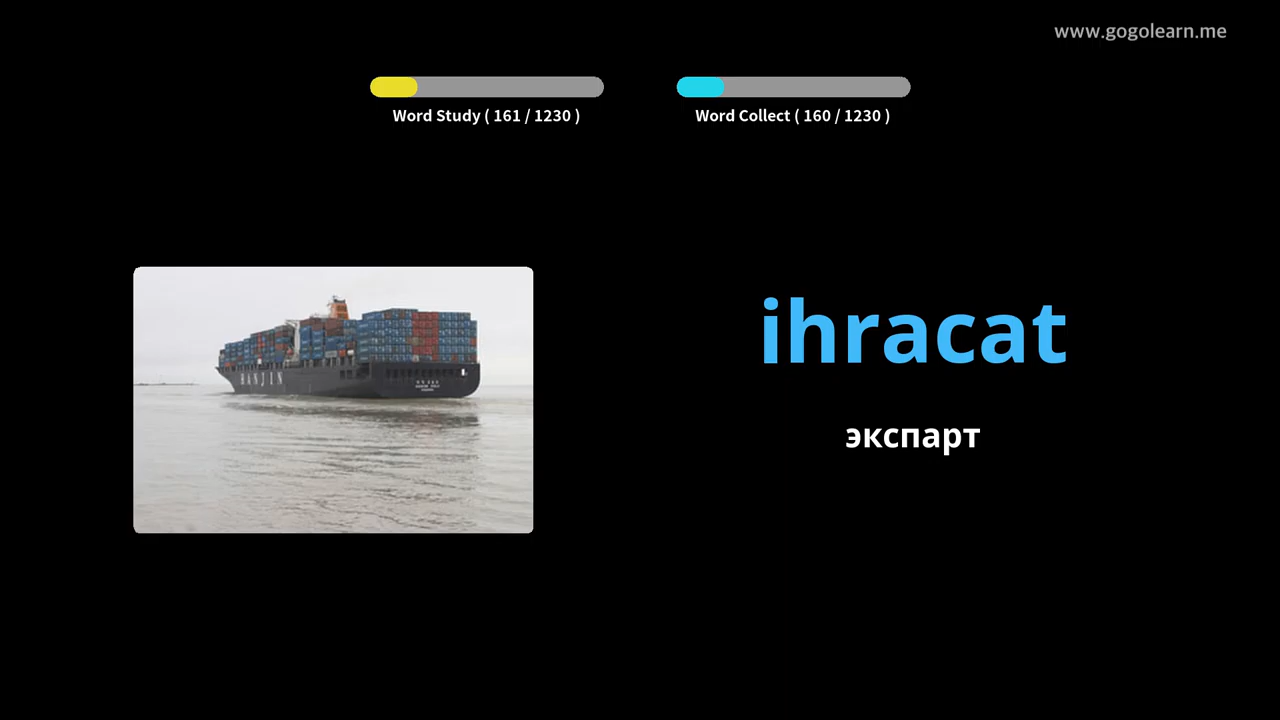 www.gogolearn.me
Word Study ( 161 / 1230 )
Word Collect ( 160 / 1230 )
HANJIN
ihracat
экспарт